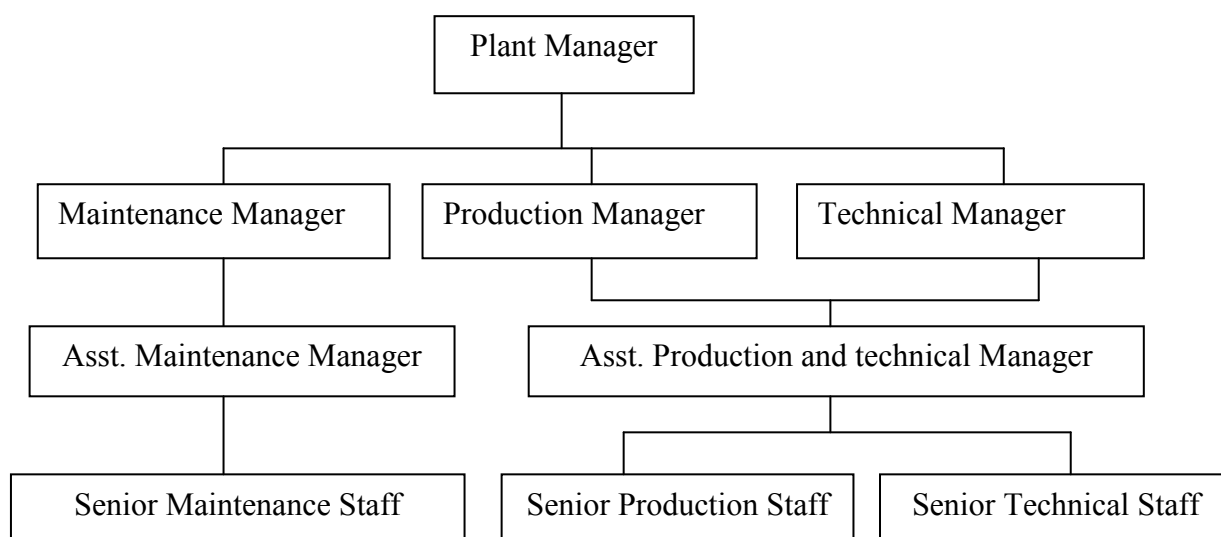 Plant Manager
Maintenance Manager
Production Manager
Technical Manager
Asst. Maintenance Manager
Asst. Production and technical Manager
Senior Maintenance Staff
Senior Production Staff
Senior Technical Staff